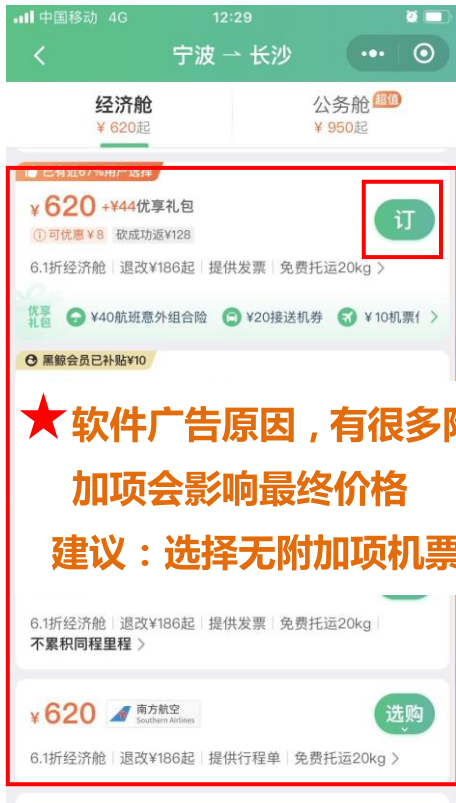 中国移动 4G 12:29
宁波 → 长沙
经济舱 公务舱 超值
¥ 620起 ¥ 950起
已有近67%用户选择
¥ 620 +¥44优享礼包 订
可优惠¥8 砍成功返¥128
6.1折经济舱 | 退改¥186起 | 提供发票 | 免费托运20kg >
优享
礼包 ¥40航班意外组合险 ¥20接送机券 ¥10机票 >
黑鲸会员已补贴¥10
★软件广告原因，有很多附
加项会影响最终价格
建议：选择无附加项机票
6.1折经济舱 | 退改¥186起 | 提供发票 | 免费托运20kg |
不累积同程里程 >
¥ 620 南方航空 选购
Southern Airlines
6.1折经济舱 | 退改¥186起 | 提供行程单 | 免费托运20kg >